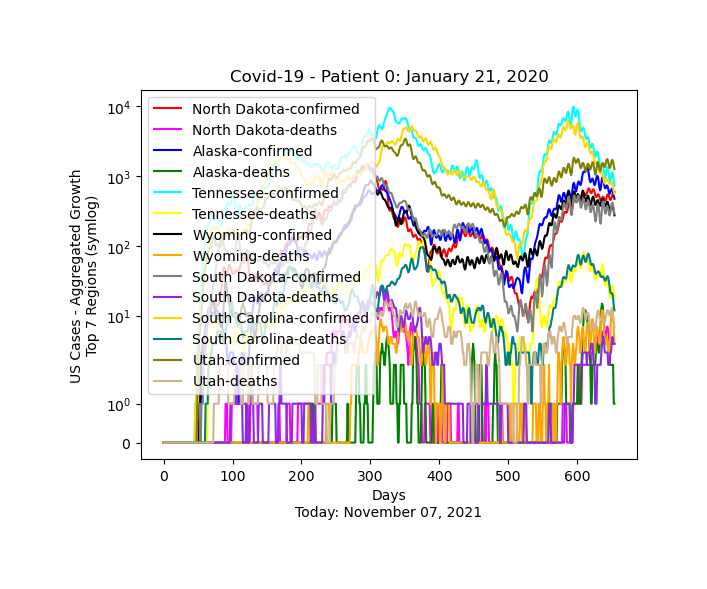 Covid-19 - Patient 0: January 21, 2020
US Cases - Aggregated Growth
Top 7 Regions (symlog)
10⁴
10³
10²
10¹
10⁰
0
North Dakota-confirmed
North Dakota-deaths
Alaska-confirmed
Alaska-deaths
Tennessee-confirmed
Tennessee-deaths
Wyoming-confirmed
Wyoming-deaths
South Dakota-confirmed
South Dakota-deaths
South Carolina-confirmed
South Carolina-deaths
Utah-confirmed
Utah-deaths
0 100 200 300 400 500 600
Days
Today: November 07, 2021